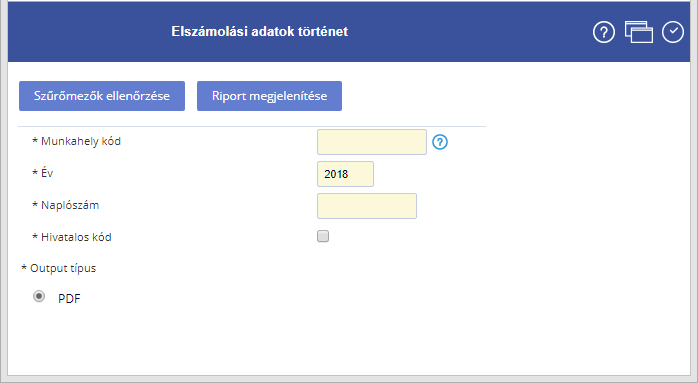 Elszámolási adatok történet
Szűrőmezők ellenőrzése
Riport megjelenítése
* Munkahely kód
* Év
2018
* Naplószám
* Hivatalos kód
* Output típus
PDF